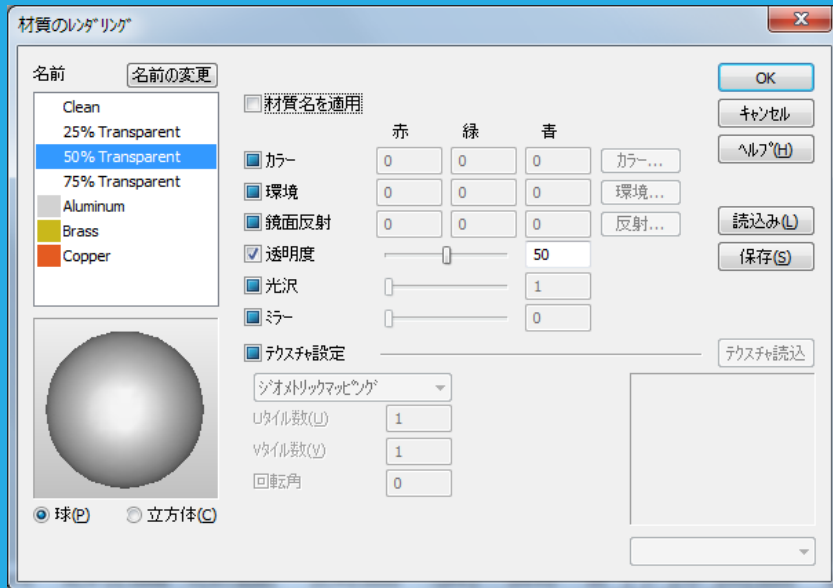 材質のﾚﾝﾀﾞﾘﾝｸﾞ
名前
名前の変更
Clean
25% Transparent
50% Transparent
75% Transparent
Aluminum
Brass
Copper
球(P)
立方体(C)
材質名を適用
赤 緑 青
ｶﾗｰ 0 0 0 ｶﾗｰ...
環境 0 0 0 環境...
鏡面反射 0 0 0 反射...
透明度 50
光沢 1
ﾐﾗｰ 0
ﾃｸｽﾁｬ設定 ﾃｸｽﾁｬ読込
ｼﾞｵﾒﾄﾘｯｸﾏｯﾋﾟﾝｸﾞ
Uﾀｲﾙ数(U) 1
Vﾀｲﾙ数(V) 1
回転角 0
OK
ｷｬﾝｾﾙ
ﾍﾙﾌﾟ(H)
読込み(L)
保存(S)